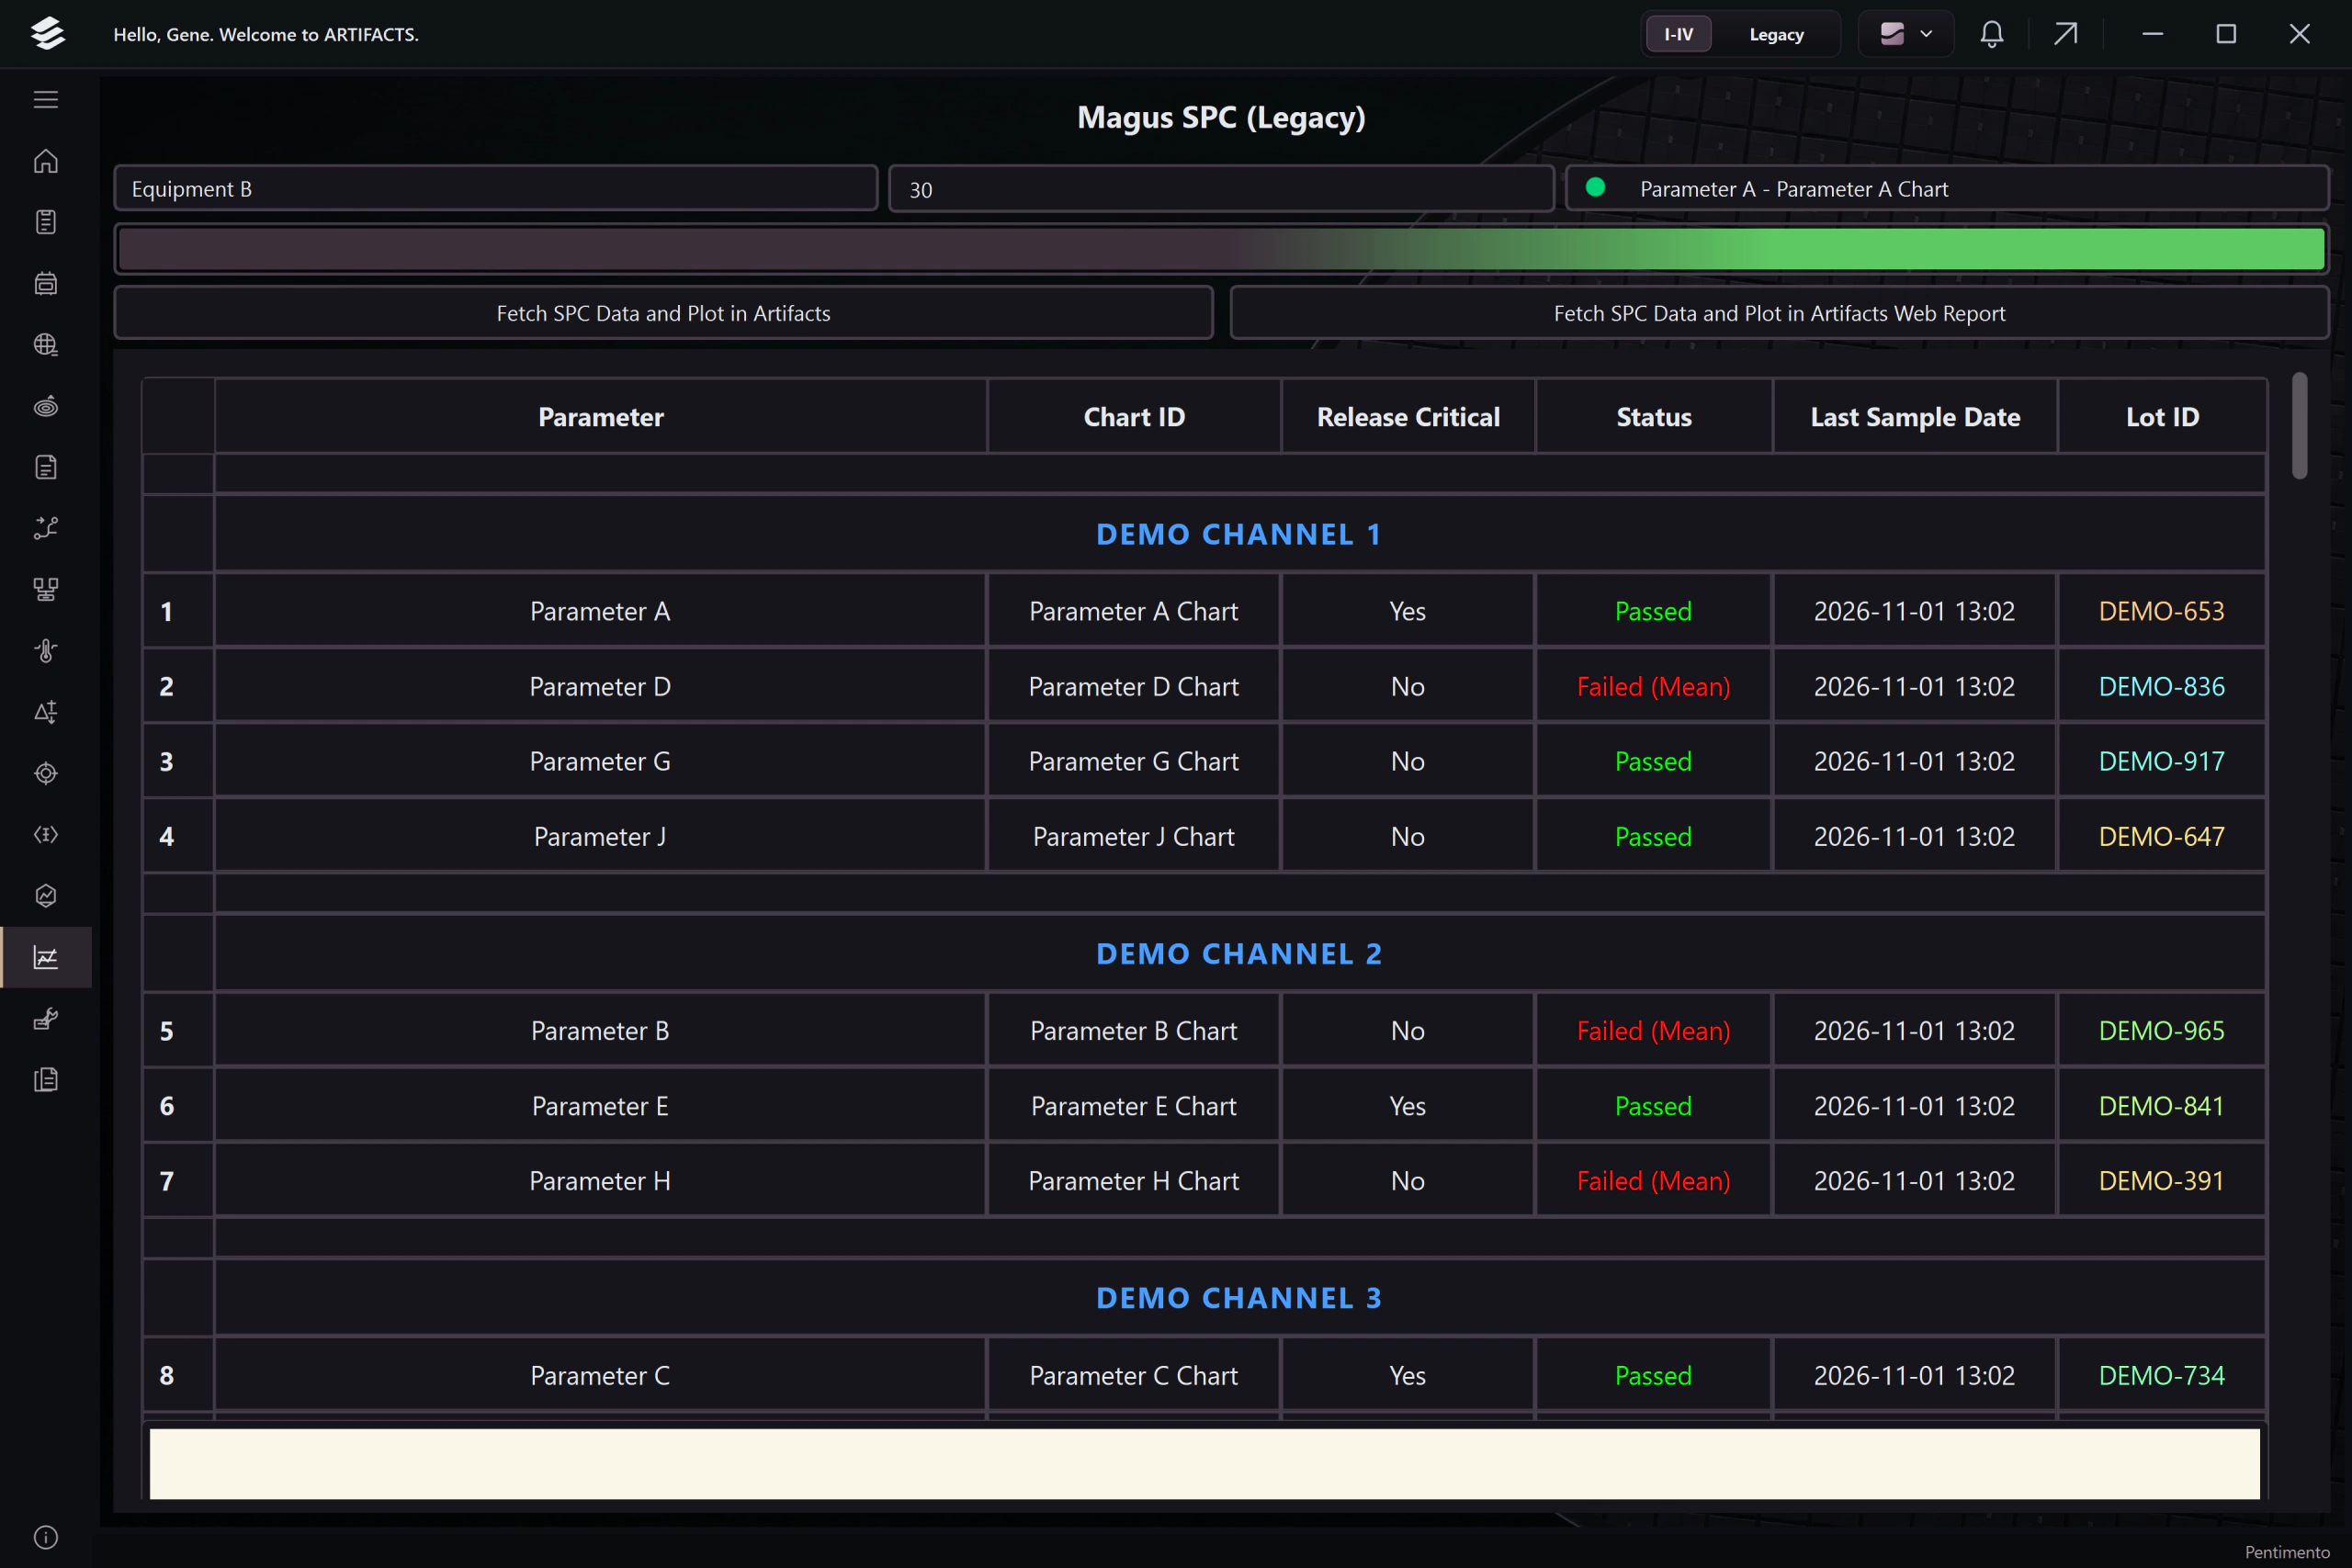 Hello, Gene. Welcome to ARTIFACTS.
I-IV Legacy
Magus SPC (Legacy)
Equipment B 30 Parameter A - Parameter A Chart
Fetch SPC Data and Plot in Artifacts Fetch SPC Data and Plot in Artifacts Web Report
Parameter Chart ID Release Critical Status Last Sample Date Lot ID
DEMO CHANNEL 1
1 Parameter A Parameter A Chart Yes Passed 2026-11-01 13:02 DEMO-653
2 Parameter D Parameter D Chart No Failed (Mean) 2026-11-01 13:02 DEMO-836
3 Parameter G Parameter G Chart No Passed 2026-11-01 13:02 DEMO-917
4 Parameter J Parameter J Chart No Passed 2026-11-01 13:02 DEMO-647
DEMO CHANNEL 2
5 Parameter B Parameter B Chart No Failed (Mean) 2026-11-01 13:02 DEMO-965
6 Parameter E Parameter E Chart Yes Passed 2026-11-01 13:02 DEMO-841
7 Parameter H Parameter H Chart No Failed (Mean) 2026-11-01 13:02 DEMO-391
DEMO CHANNEL 3
8 Parameter C Parameter C Chart Yes Passed 2026-11-01 13:02 DEMO-734
Pentimento